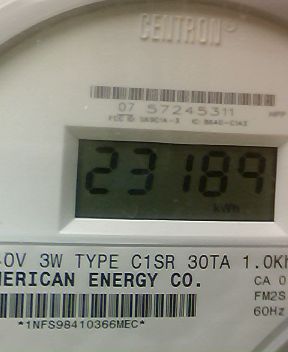 CENTRON®
07 57245311
23189
kWh
0V 3W TYPE C1SR 30TA 1.0Kh
MERICAN ENERGY CO.
CA 0
FM2S
60Hz
*1NFS98410366MEC*